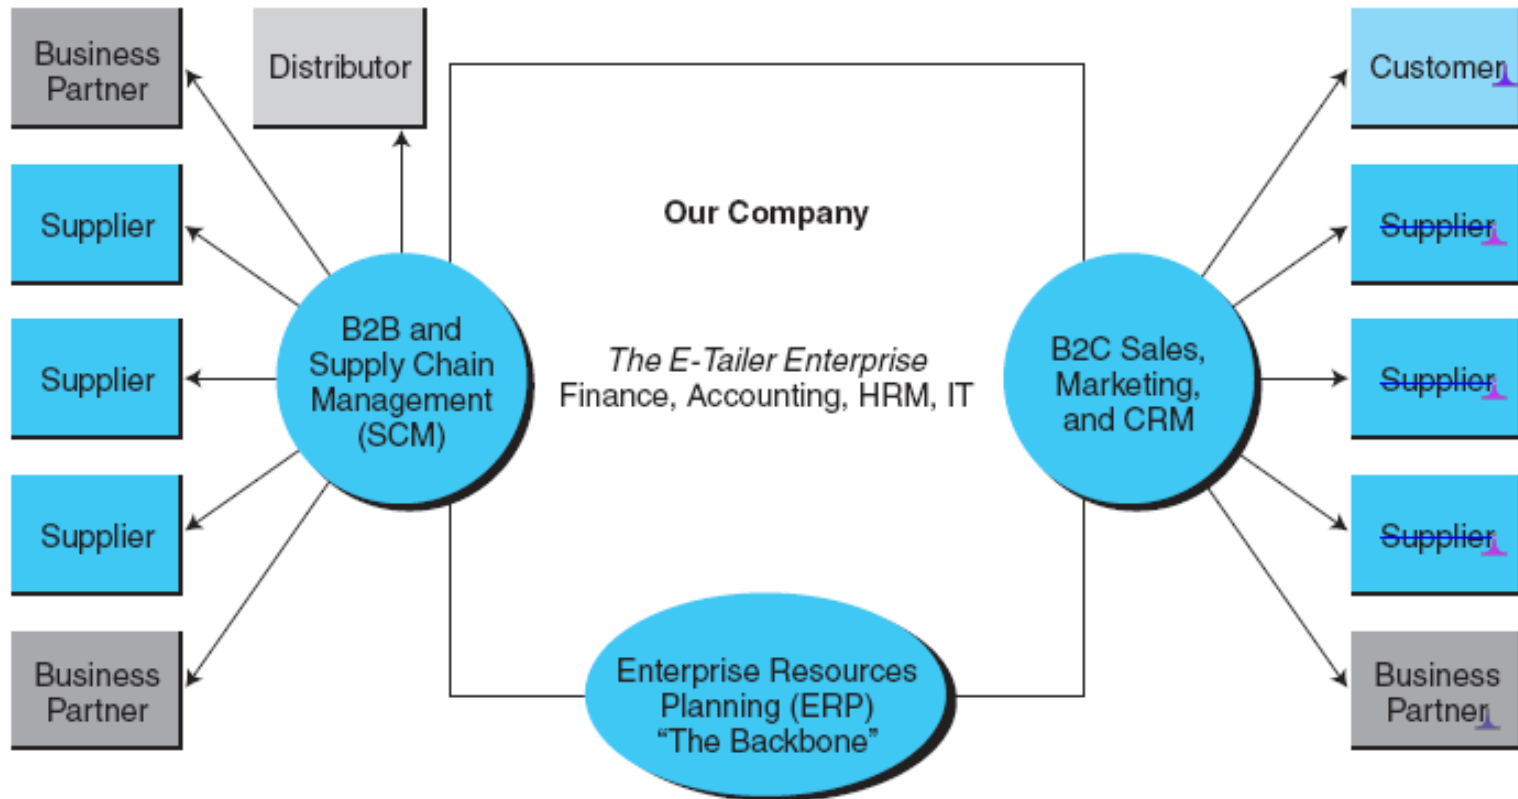 Business
Partner
Distributor
Customer
Supplier
Our Company
Supplier
B2B and
Supply Chain
Management
(SCM)
Supplier
The E-Tailer Enterprise
Finance, Accounting, HRM, IT
B2C Sales,
Marketing,
and CRM
Supplier
Supplier
Supplier
Supplier
Business
Partner
Enterprise Resources
Planning (ERP)
“The Backbone”
Business
Partner